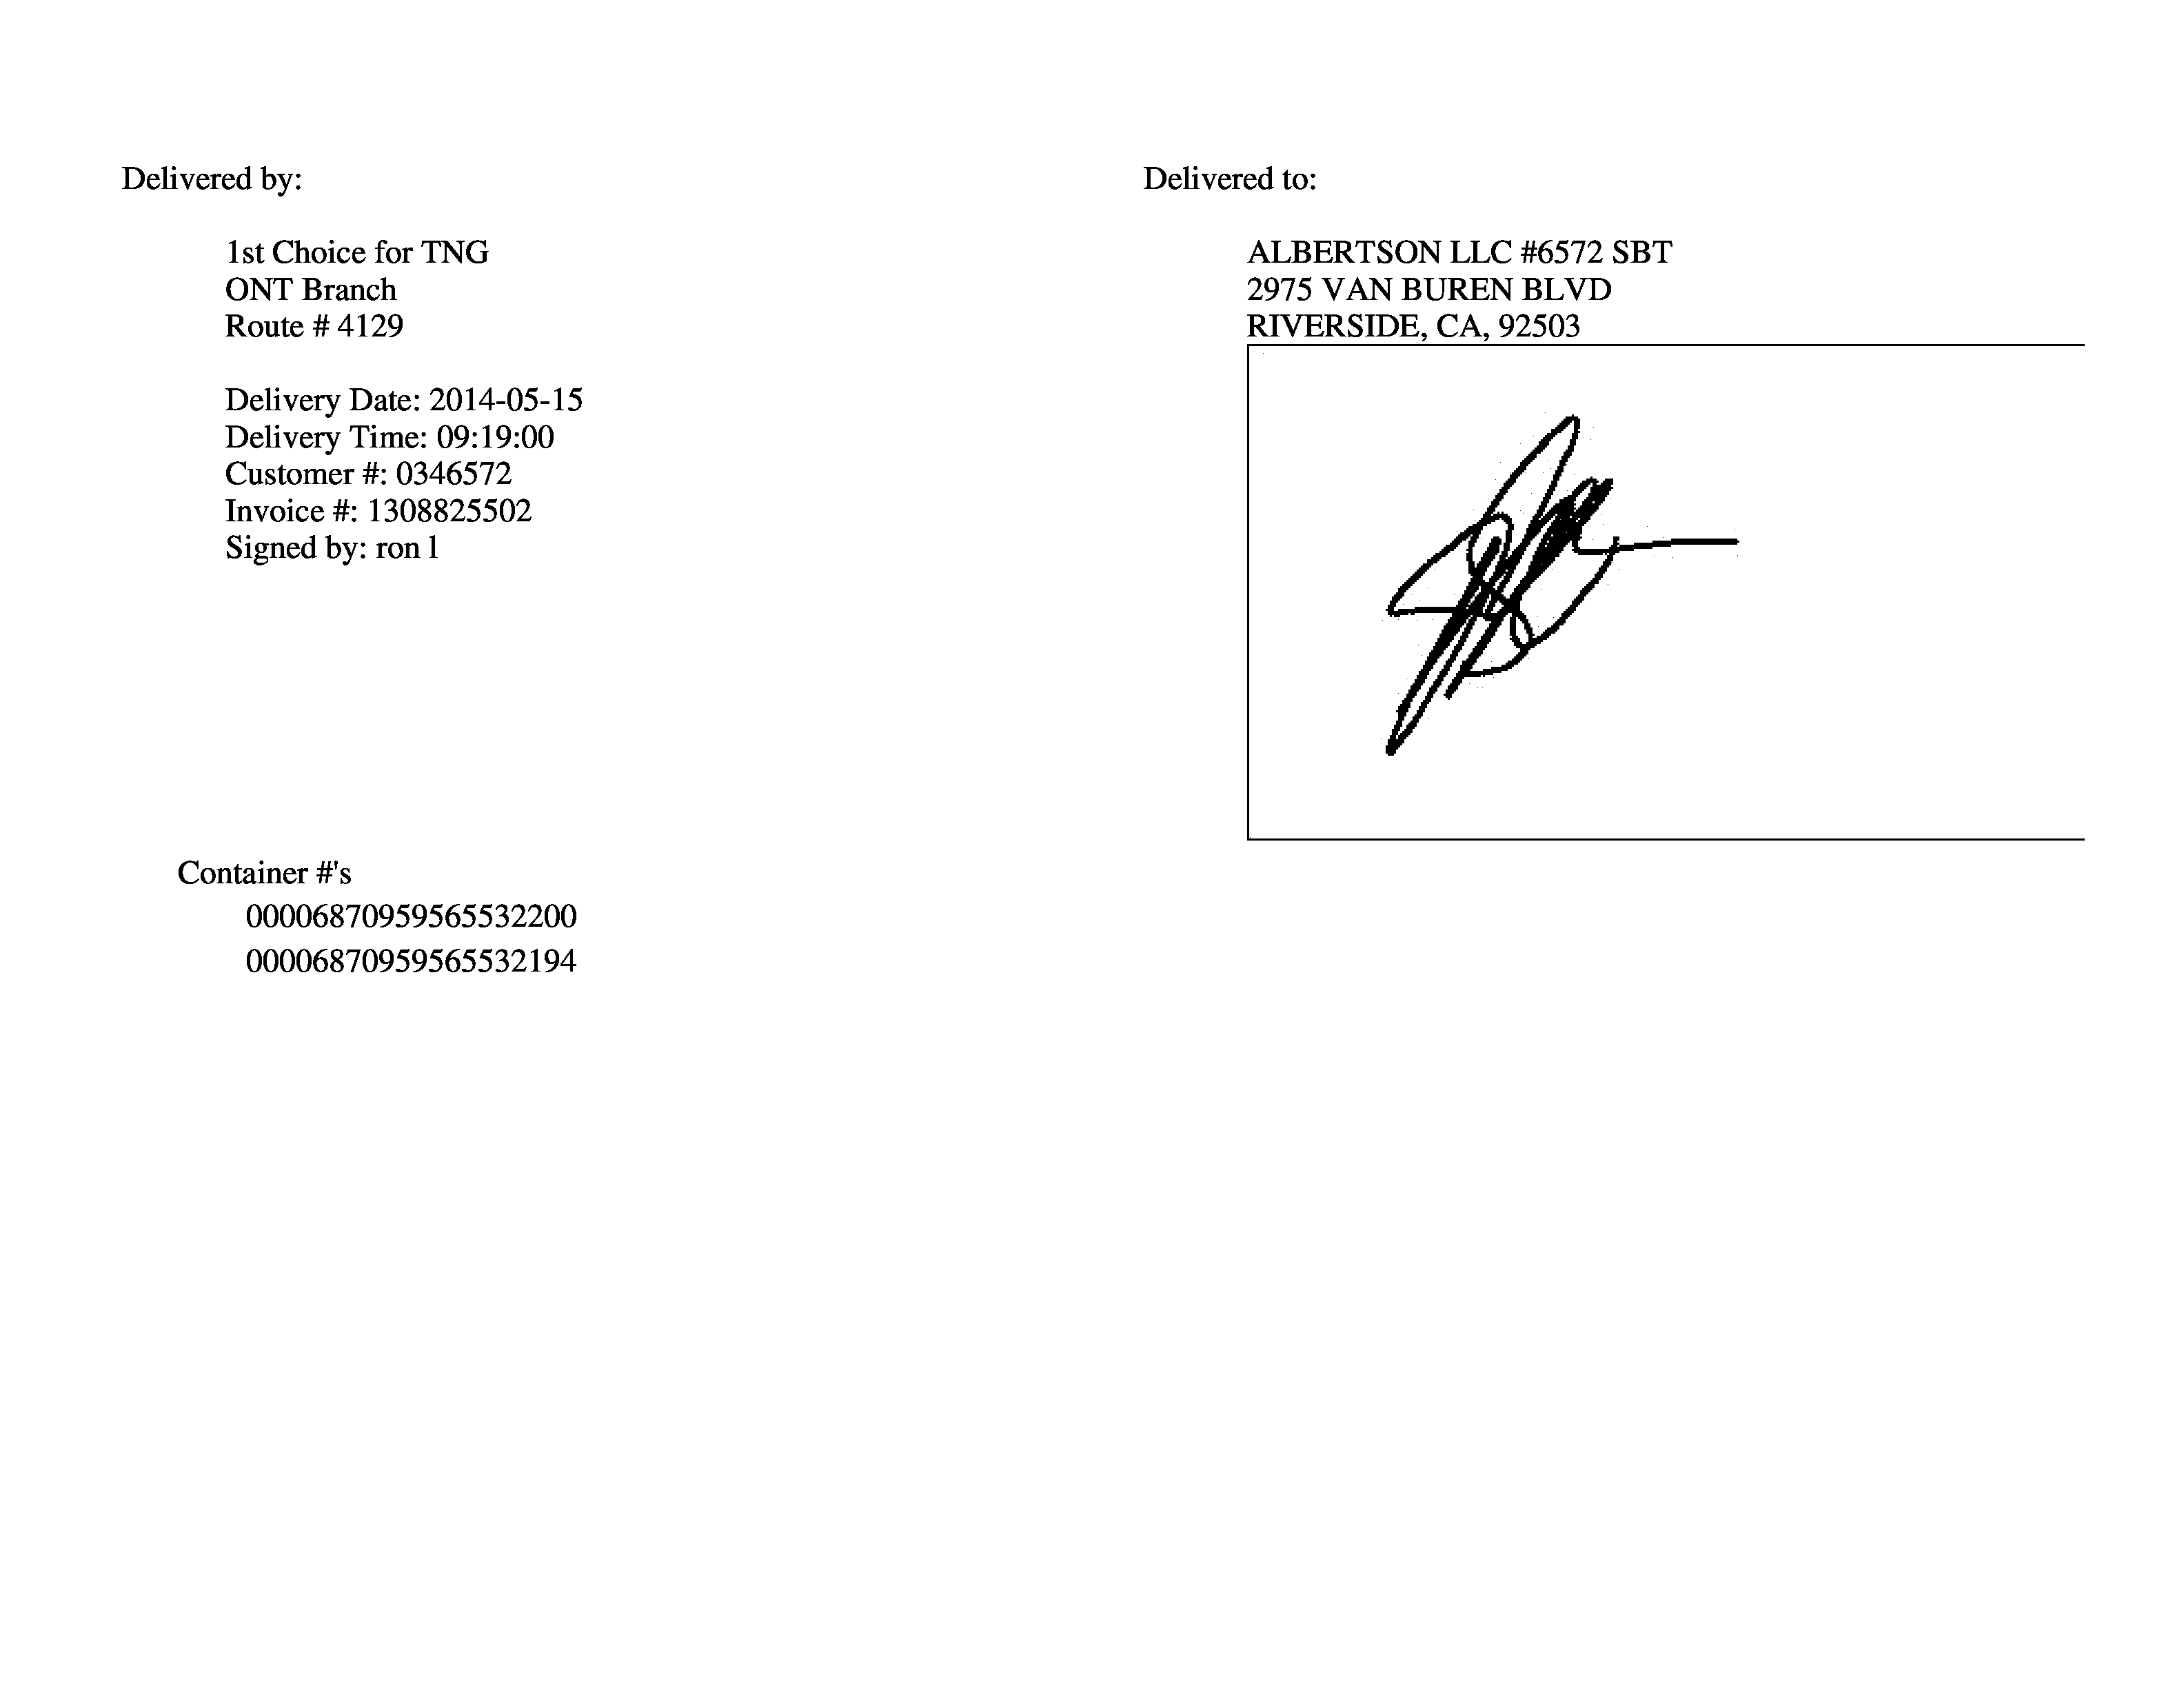 Delivered by:
1st Choice for TNG
ONT Branch
Route # 4129
Delivery Date: 2014-05-15
Delivery Time: 09:19:00
Customer #: 0346572
Invoice #: 1308825502
Signed by: ron l
Delivered to:
ALBERTSON LLC #6572 SBT
2975 VAN BUREN BLVD
RIVERSIDE, CA, 92503
Container #'s
00006870959565532200
00006870959565532194